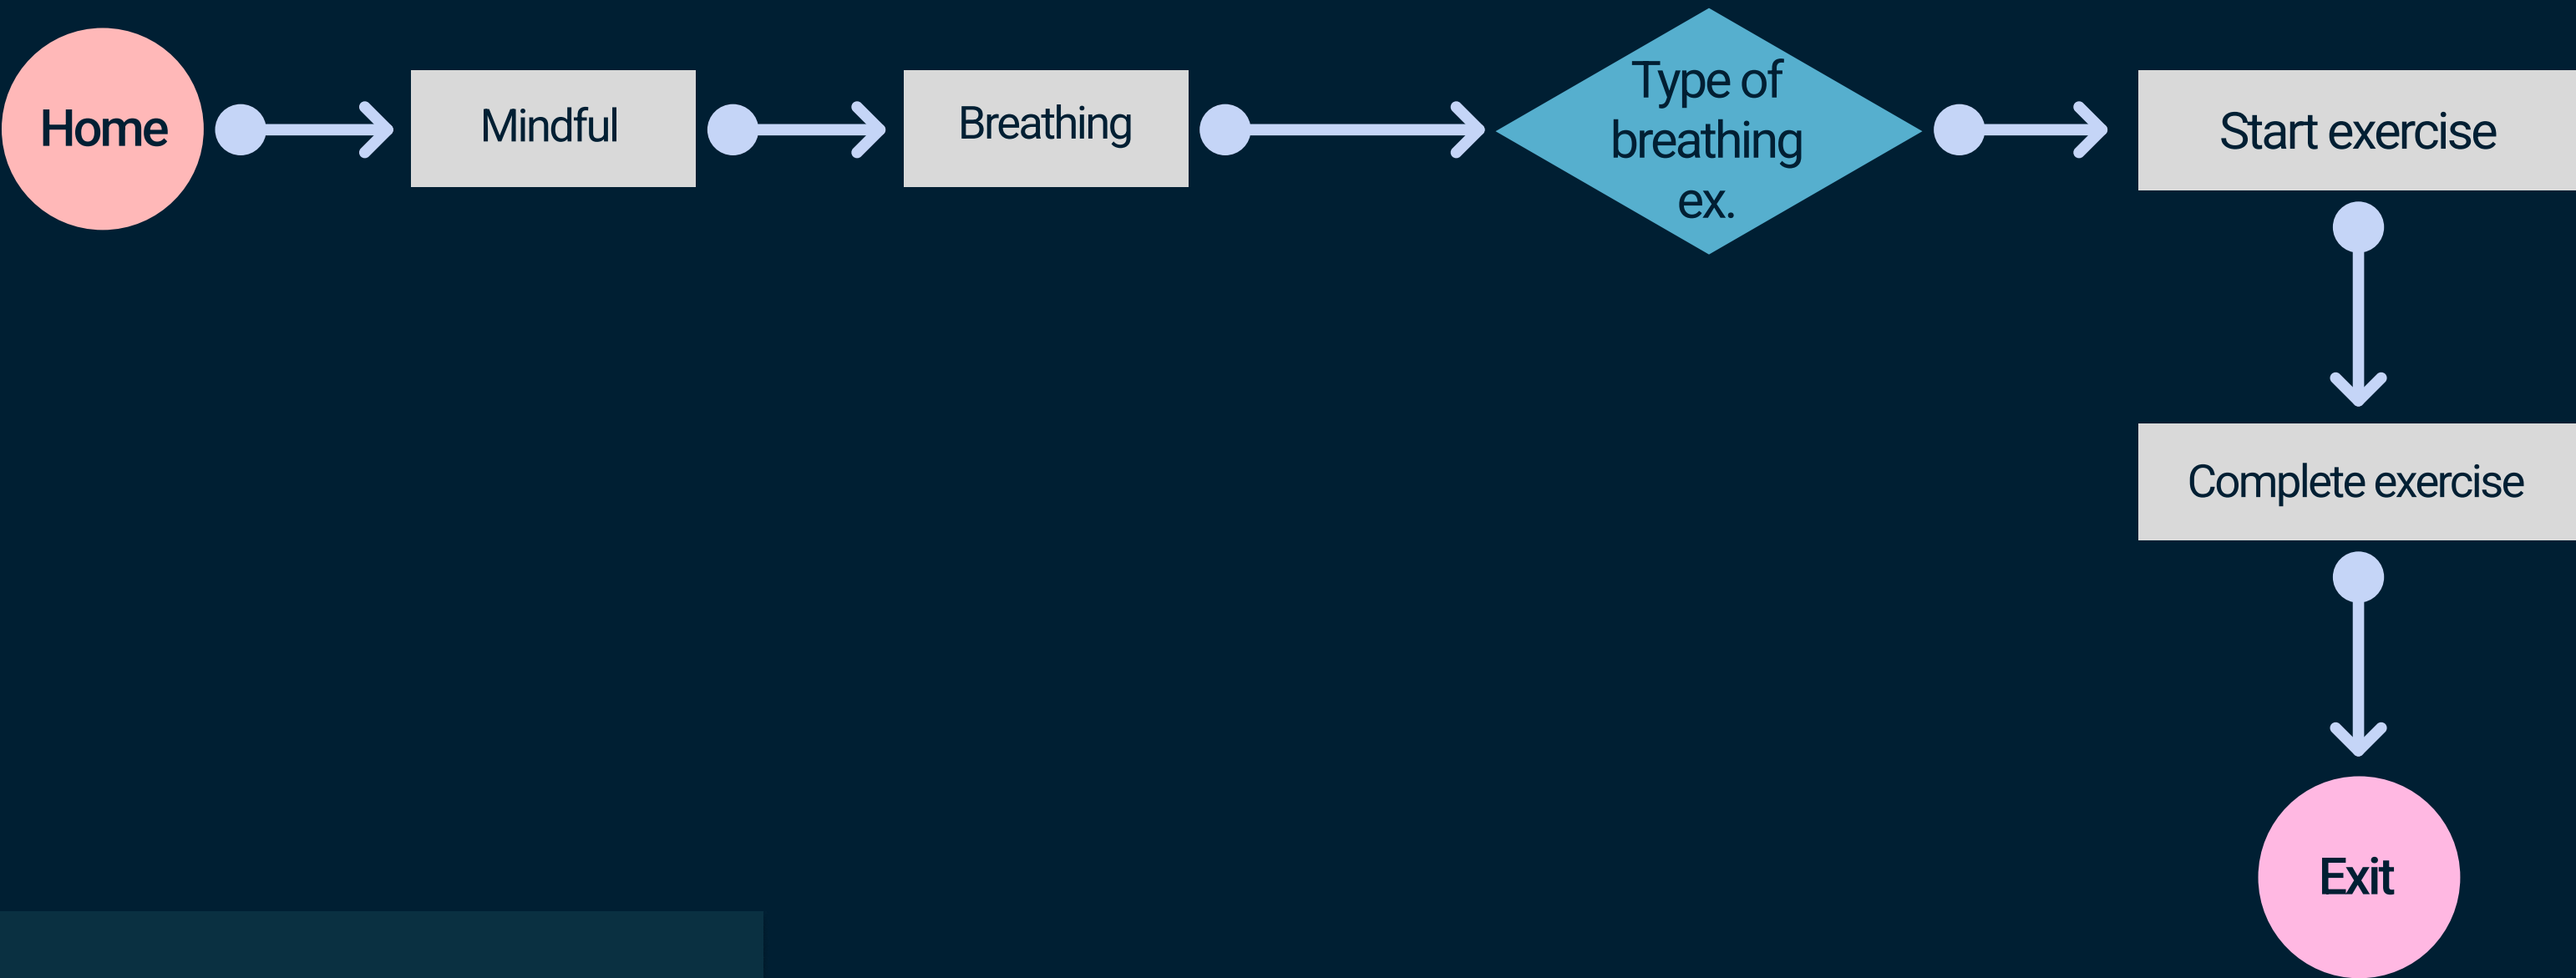 Home
Mindful
Breathing
Type of
breathing
ex.
Start exercise
Complete exercise
Exit